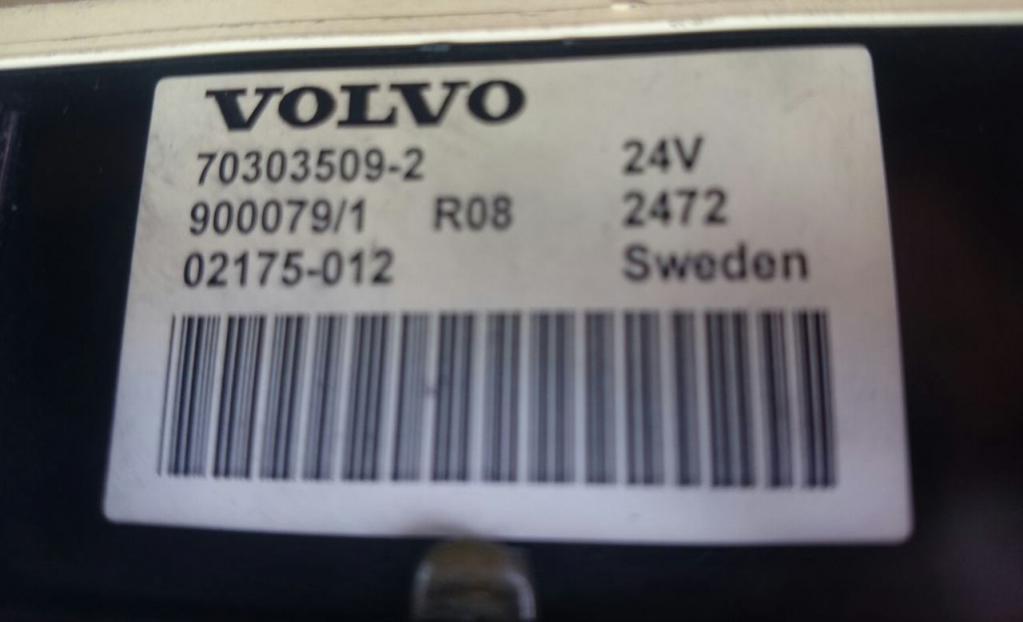 VOLVO
70303509-2 24V
900079/1 R08 2472
02175-012 Sweden